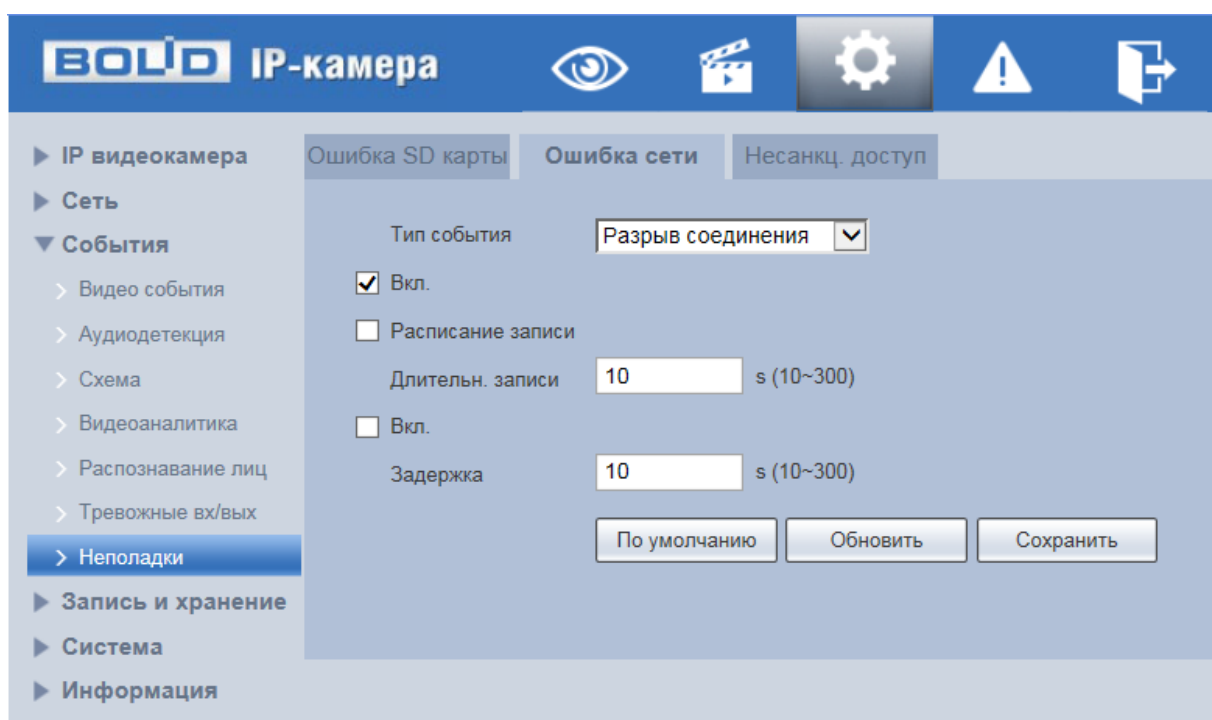 BOLID IP-камера
IP видеокамера
Сеть
События
Видео события
Аудиодетекция
Схема
Видеоаналитика
Распознавание лиц
Тревожные вх/вых
Неполадки
Запись и хранение
Система
Информация
Ошибка SD карты Ошибка сети Несанкц. доступ
Тип события Разрыв соединения
Вкл.
Расписание записи
Длительн. записи 10 s (10~300)
Вкл.
Задержка 10 s (10~300)
По умолчанию Обновить Сохранить